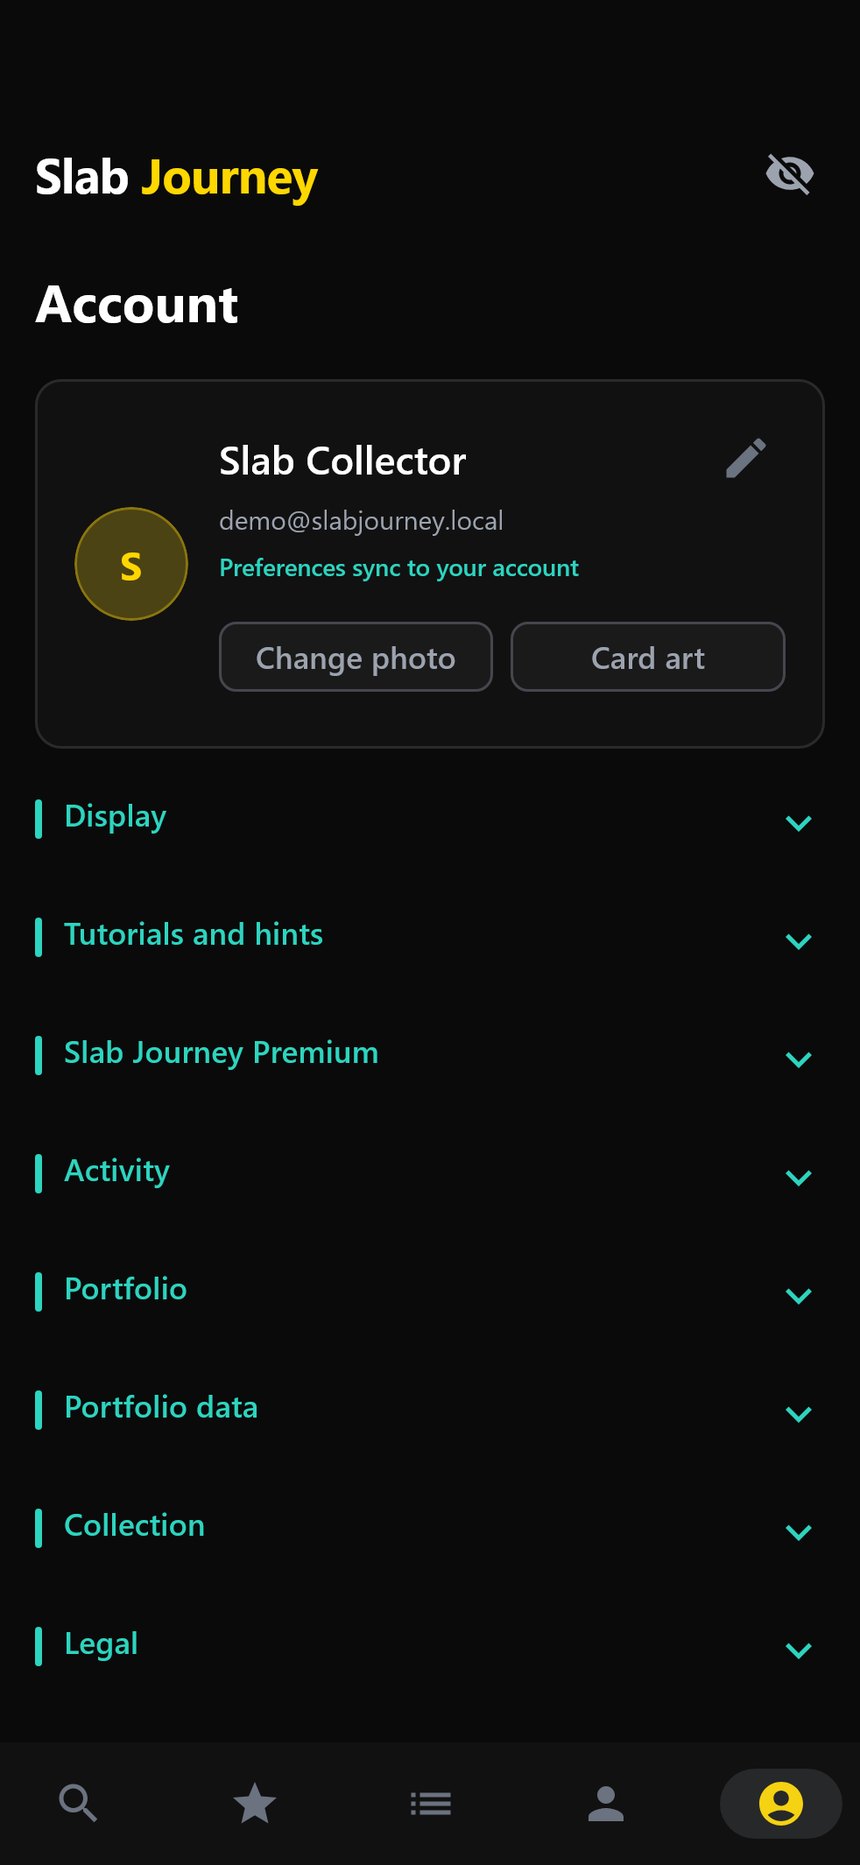 Slab Journey
Account
Slab Collector
demo@slabjourney.local
S
Preferences sync to your account
Change photo
Card art
Display
Tutorials and hints
Slab Journey Premium
Activity
Portfolio
Portfolio data
Collection
Legal